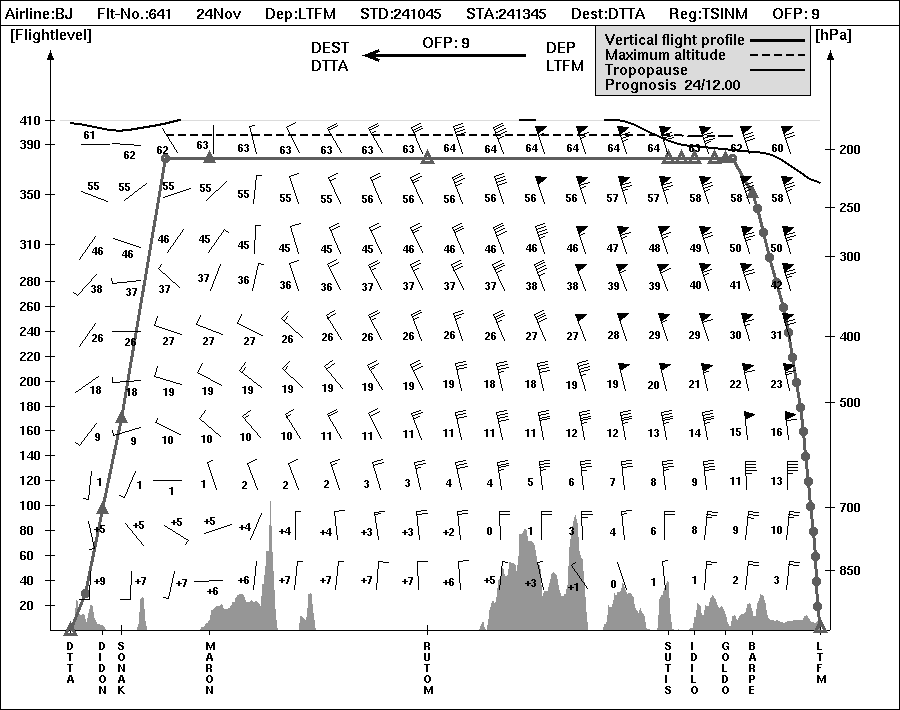 Airline:BJ Flt-No.:641 24Nov Dep:LTFM STD:241045 STA:241345 Dest:DTTA Reg:TSINM OFP: 9
[Flightlevel] [hPa]
DEST OFP: 9 DEP
DTTA LTFM
Vertical flight profile
Maximum altitude
Tropopause
Prognosis 24/12.00
410
61 62 62 63 63 63 63 63 63 64 64 64 64 64 64 63 62 60
390 200
55 55 55 55 55 55 56 56 56 56 56 56 56 57 57 58 58 58
350 250
46 46 46 45 45 45 45 45 46 46 46 46 46 47 48 49 50 50
310 300
38 37 37 37 36 36 36 37 37 37 37 38 38 39 39 40 41 42
280
260
26 26 27 27 27 26 26 26 26 26 26 27 27 28 29 29 30 31
240 400
220
18 18 19 19 19 19 19 19 19 19 18 18 19 19 20 21 22 23
200
180 500
9 9 10 10 10 10 11 11 11 11 11 11 12 12 13 14 15 16
160
140
1 1 1 1 2 2 2 3 3 4 4 5 6 7 8 9 11 13
120
100 700
+5 +5 +5 +5 +4 +4 +4 +3 +3 +2 0 1 3 4 6 8 9 10
80
60
+9 +7 +7 +6 +6 +7 +7 +7 +7 +6 +5 +3 +1 0 1 1 2 3
40 850
20
DTTA DIDON SONAK MARON RUTOM SUTIS IDILO GOLDO BARPE LTFM